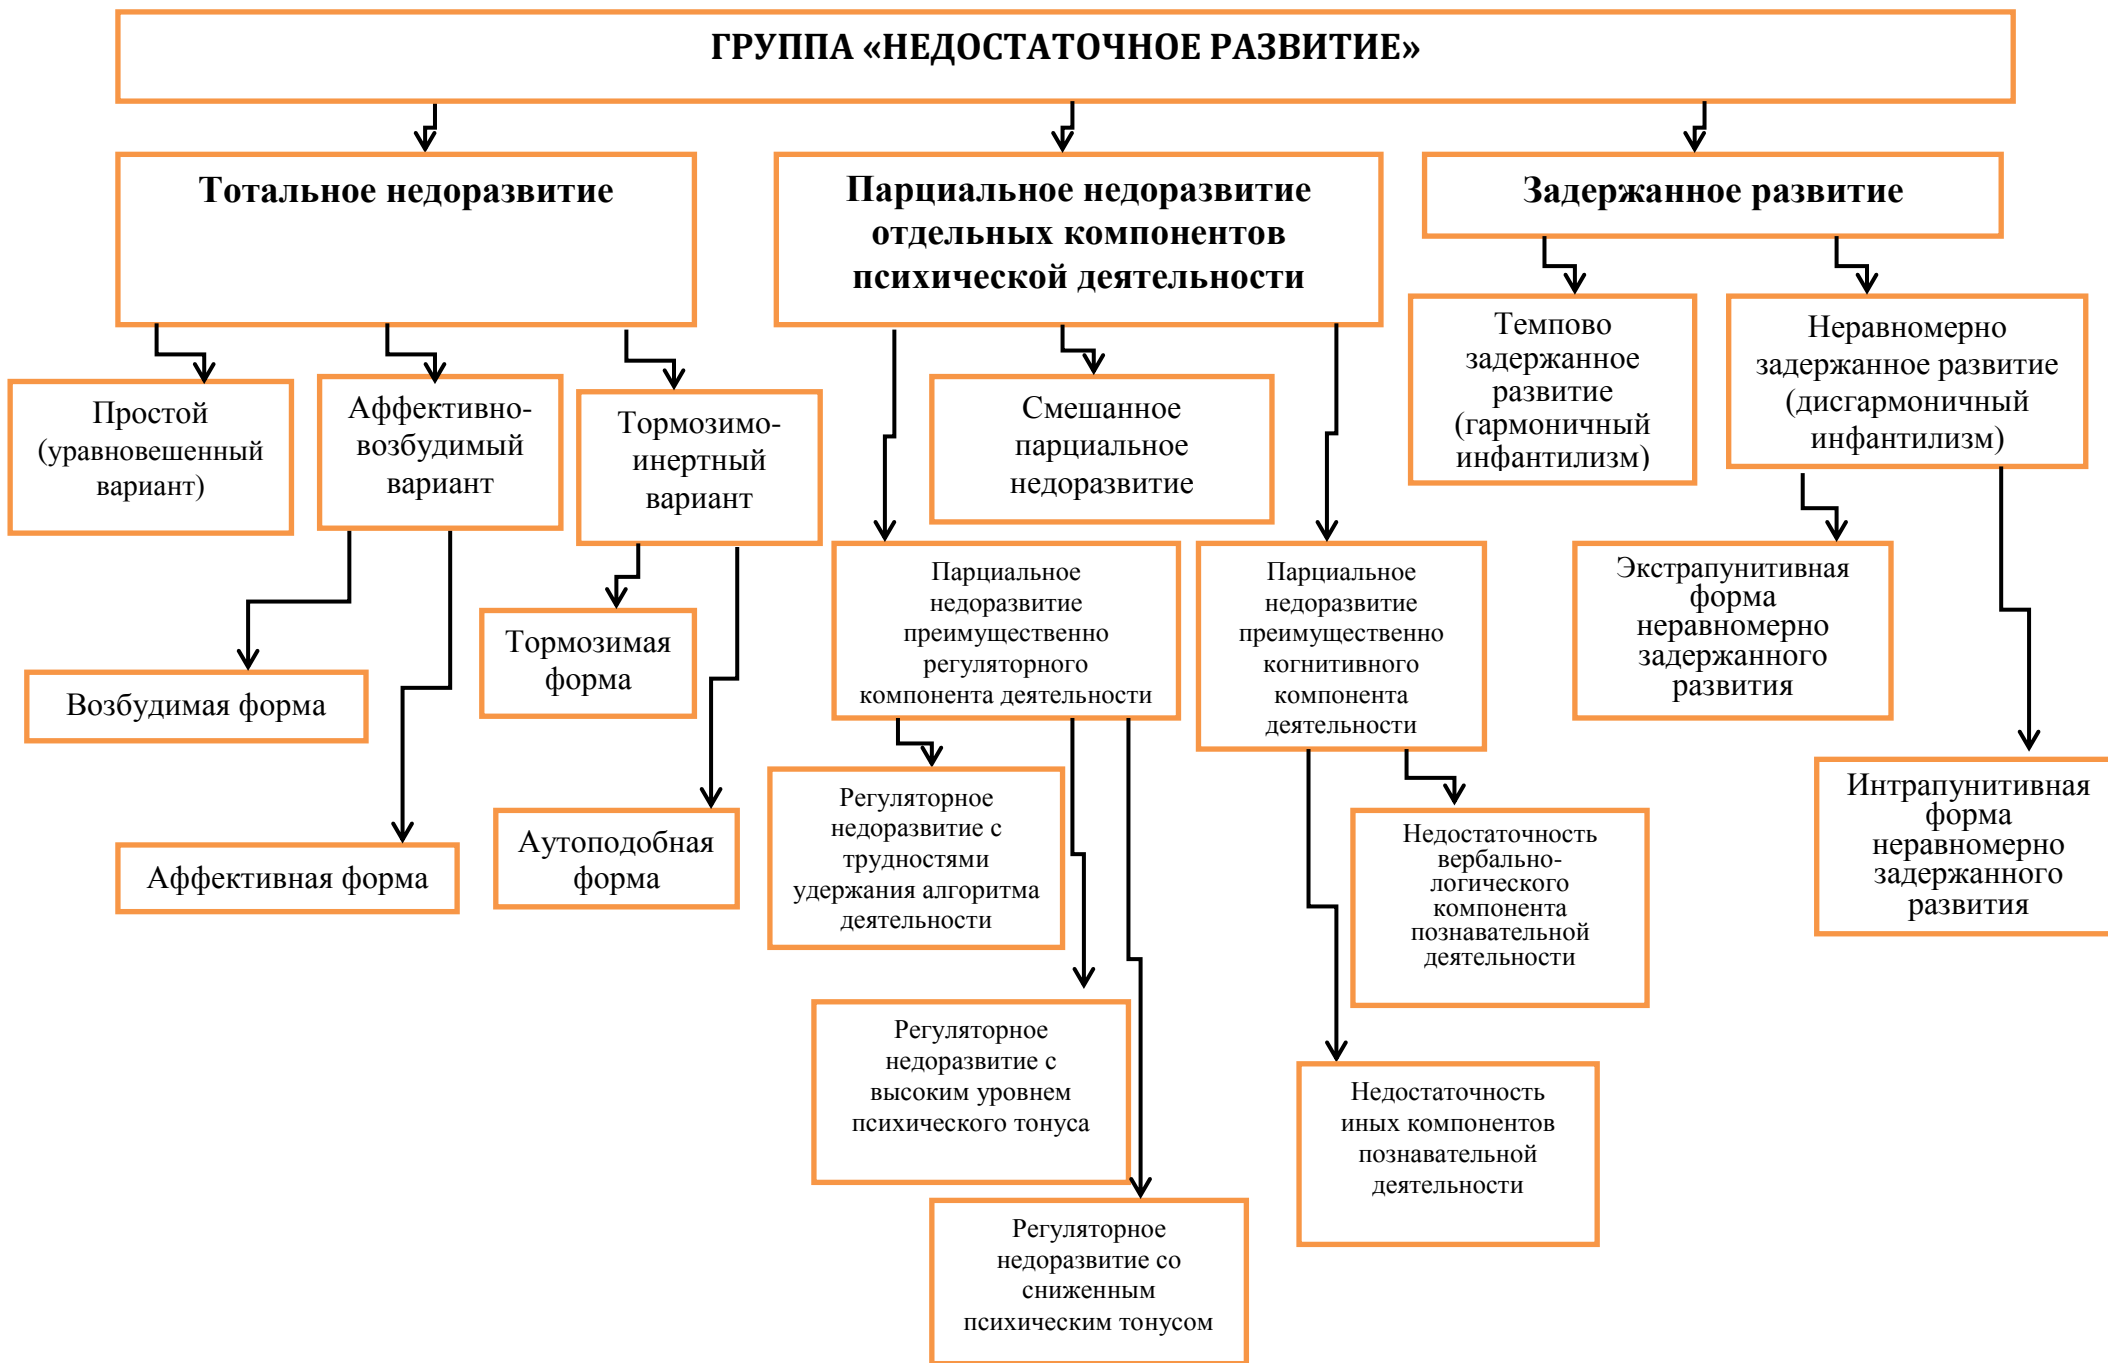 ГРУППА «НЕДОСТАТОЧНОЕ РАЗВИТИЕ»
Тотальное недоразвитие
Парциальное недоразвитие
отдельных компонентов
психической деятельности
Задержанное развитие
Простой
(уравновешенный
вариант)
Аффективно-
возбудимый
вариант
Тормозимо-
инертный
вариант
Смешанное
парциальное
недоразвитие
Темпово
задержанное
развитие
(гармоничный
инфантилизм)
Неравномерно
задержанное развитие
(дисгармоничный
инфантилизм)
Возбудимая форма
Аффективная форма
Тормозимая
форма
Аутоподобная
форма
Парциальное
недоразвитие
преимущественно
регуляторного
компонента деятельности
Парциальное
недоразвитие
преимущественно
когнитивного
компонента
деятельности
Экстрапунитивная
форма
неравномерно
задержанного
развития
Интрапунитивная
форма
неравномерно
задержанного
развития
Регуляторное
недоразвитие с
трудностями
удержания алгоритма
деятельности
Недостаточность
вербально-
логического
компонента
познавательной
деятельности
Регуляторное
недоразвитие с
высоким уровнем
психического тонуса
Недостаточность
иных компонентов
познавательной
деятельности
Регуляторное
недоразвитие со
сниженным
психическим тонусом